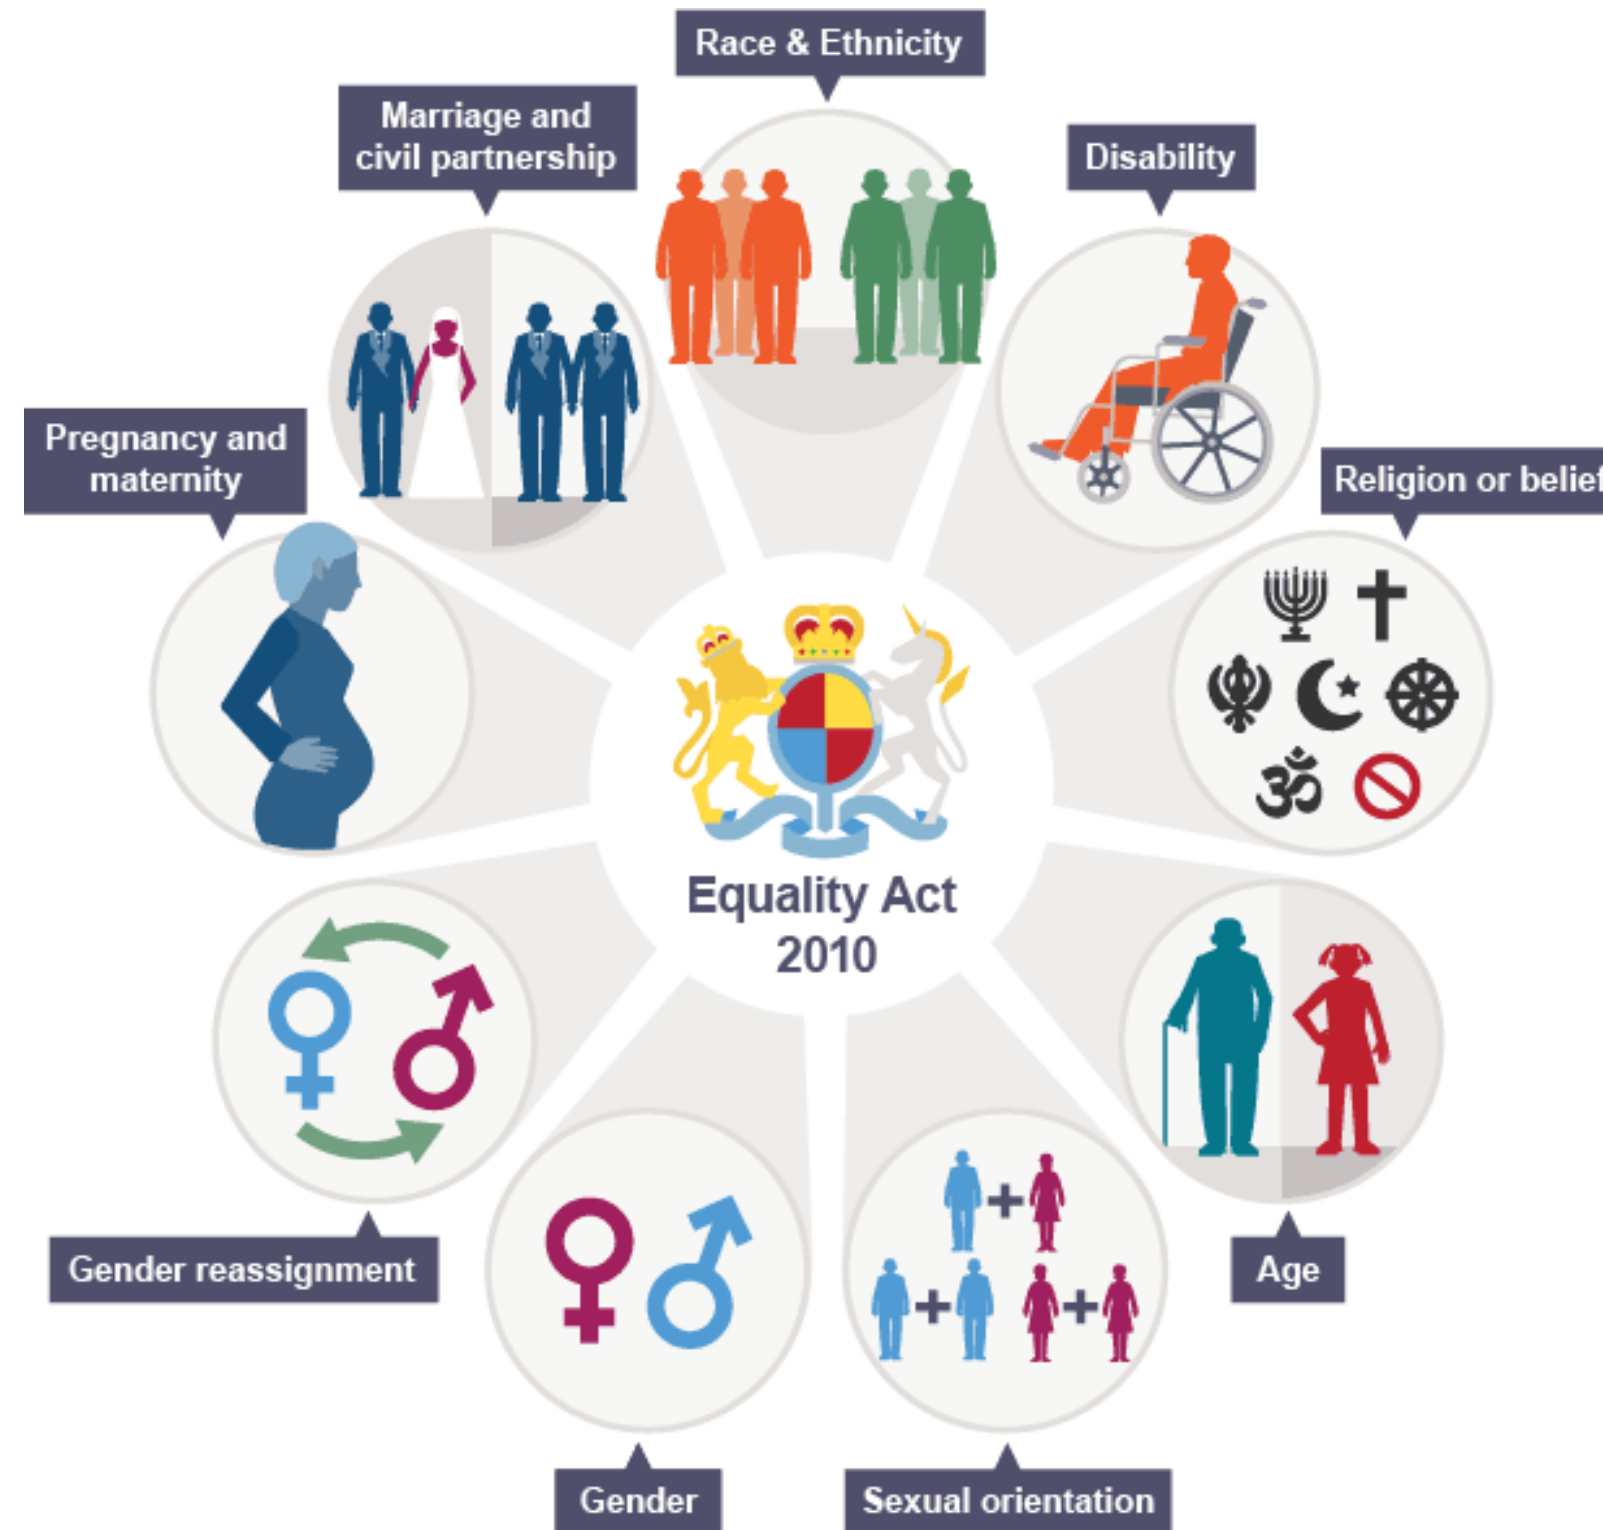 Race & Ethnicity
Marriage and
civil partnership
Disability
Pregnancy and
maternity
Religion or belief
Equality Act
2010
Gender reassignment
Age
Gender
Sexual orientation